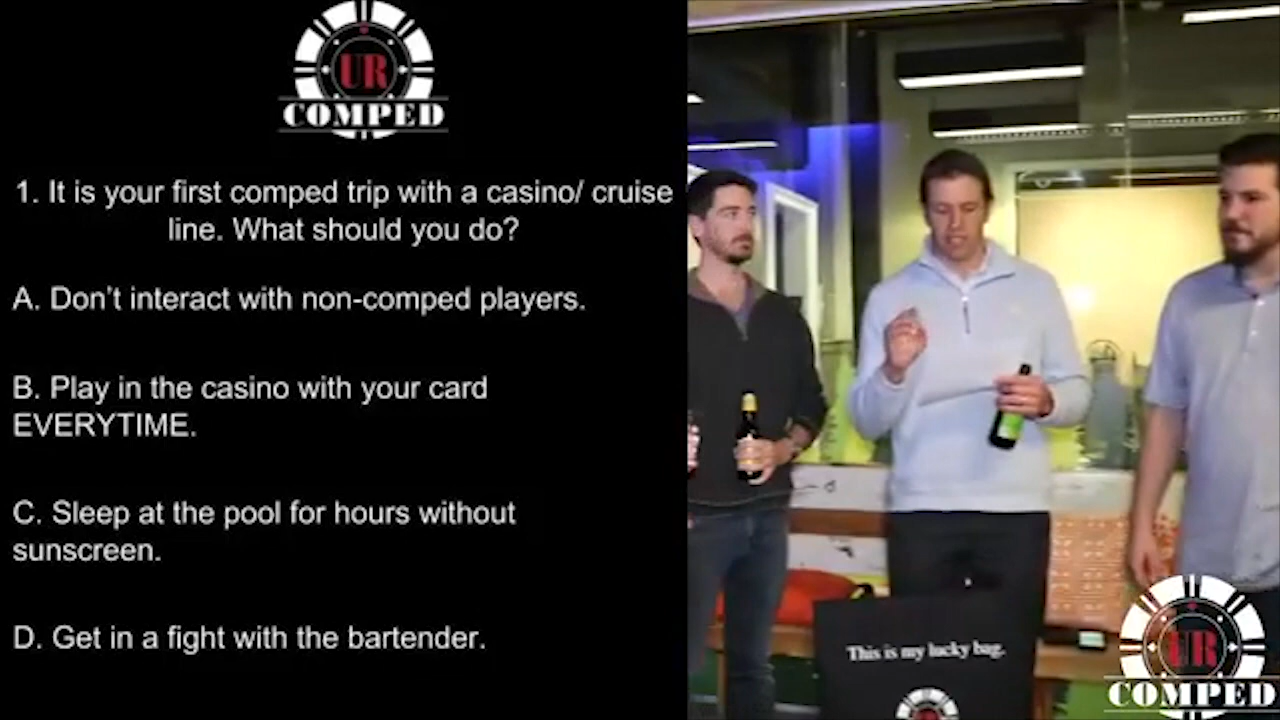 UR
COMPED
1. It is your first comped trip with a casino/ cruise
line. What should you do?
A. Don't interact with non-comped players.
B. Play in the casino with your card
EVERYTIME.
C. Sleep at the pool for hours without
sunscreen.
D. Get in a fight with the bartender.
This is my lucky bag.
UR
COMPED